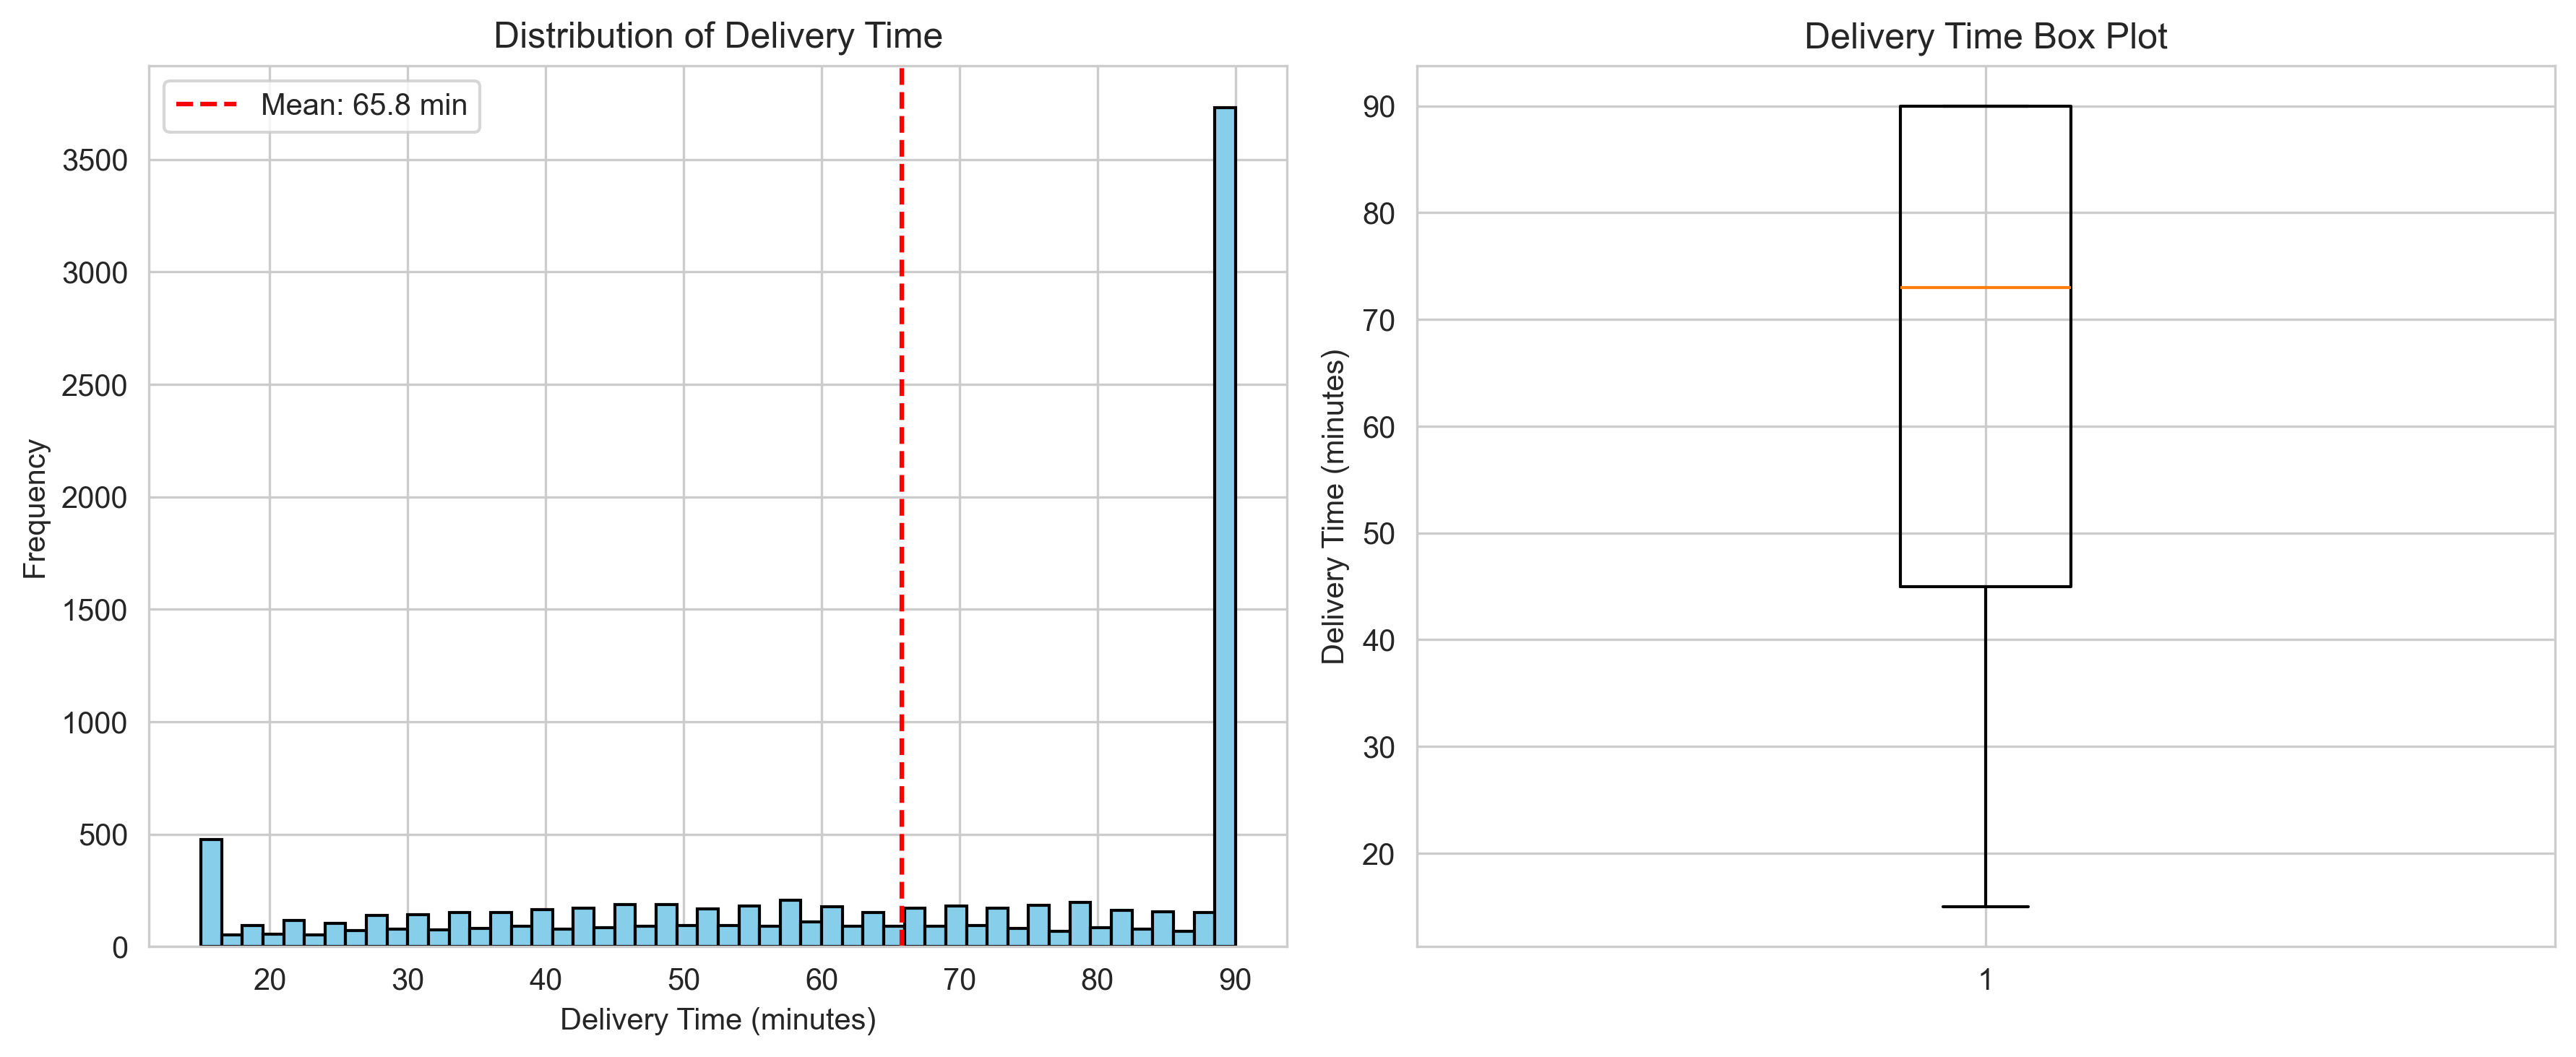 Distribution of Delivery Time
Mean: 65.8 min
Frequency
3500
3000
2500
2000
1500
1000
500
0
20 30 40 50 60 70 80 90
Delivery Time (minutes)
Delivery Time Box Plot
Delivery Time (minutes)
90
80
70
60
50
40
30
20
1